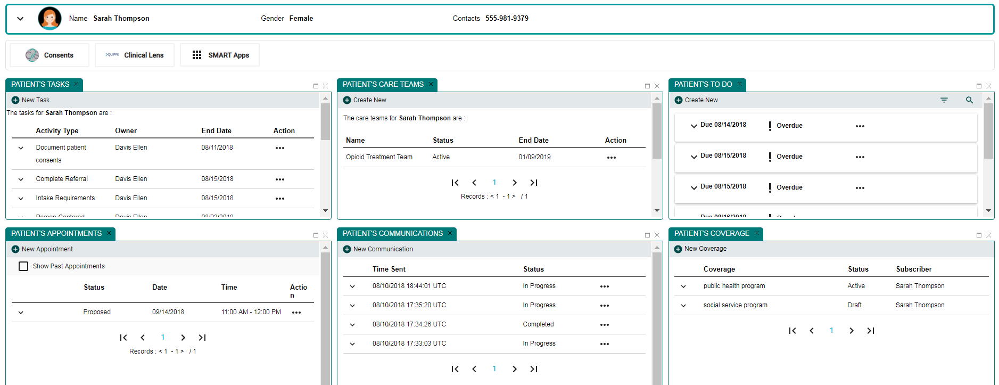 Name Sarah Thompson Gender Female Contacts 555-981-9379
Consents >QUIPPE Clinical Lens SMART Apps
PATIENT'S TASKS
New Task
The tasks for Sarah Thompson are :
Activity Type Owner End Date Action
Document patient consents Davis Ellen 08/11/2018
Complete Referral Davis Ellen 08/15/2018
Intake Requirements Davis Ellen 08/15/2018
Person Centered Davis Ellen
PATIENT'S CARE TEAMS
Create New
The care teams for Sarah Thompson are :
Name Status End Date Action
Opioid Treatment Team Active 01/09/2019
1
Records : < 1 - 1 > / 1
PATIENT'S TO DO
Create New
Due 08/14/2018 Overdue
Due 08/15/2018 Overdue
Due 08/15/2018 Overdue
Due 08/16/2018
PATIENT'S APPOINTMENTS
New Appointment
Show Past Appointments
Status Date Time Actio
n
Proposed 09/14/2018 11:00 AM - 12:00 PM
1
Records : < 1 - 1 > / 1
PATIENT'S COMMUNICATIONS
New Communication
Time Sent Status
08/10/2018 18:44:01 UTC In Progress
08/10/2018 17:35:20 UTC In Progress
08/10/2018 17:34:26 UTC Completed
08/10/2018 17:33:03 UTC In Progress
1
PATIENT'S COVERAGE
New Coverage
Coverage Status Subscriber
public health program Active Sarah Thompson
social service program Draft Sarah Thompson
1